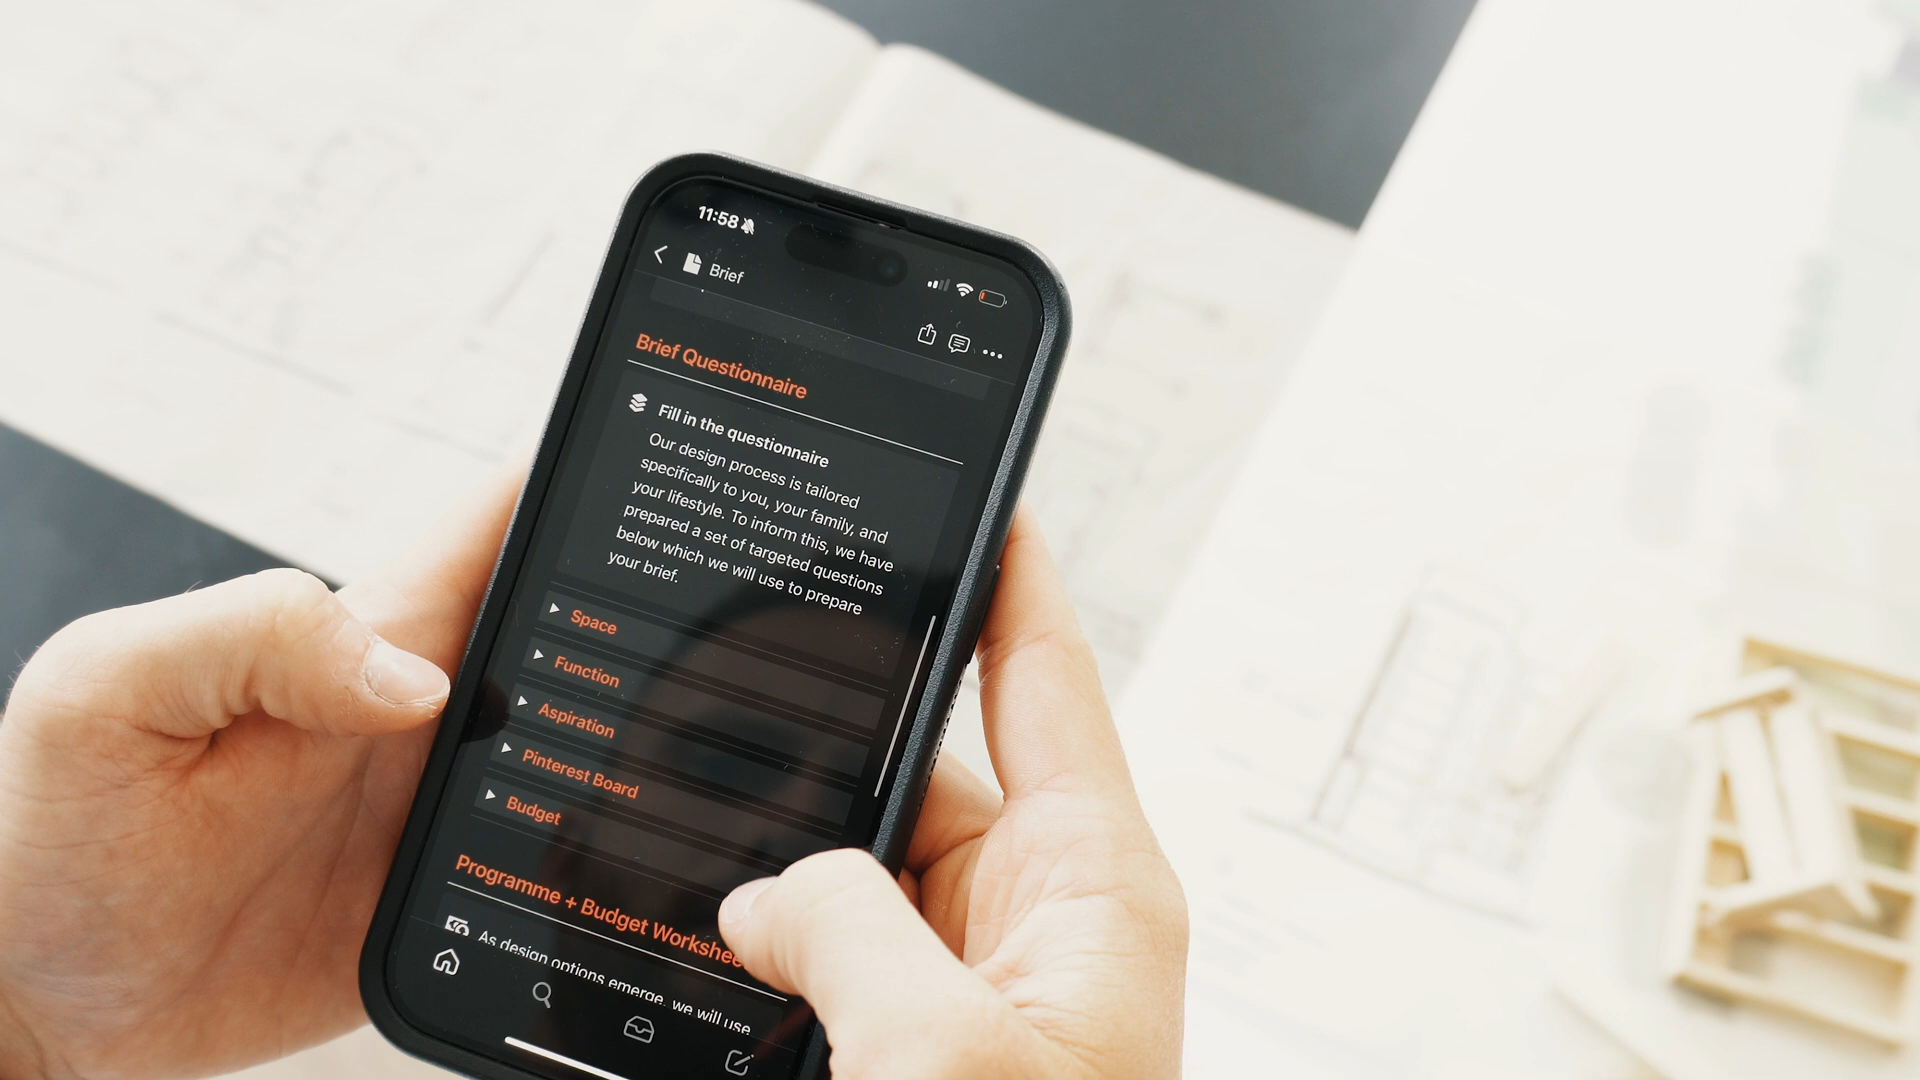 11:58
Brief
Brief Questionnaire
Fill in the questionnaire
Our design process is tailored
specifically to you, your family, and
your lifestyle. To inform this, we have
prepared a set of targeted questions
below which we will use to prepare
your brief.
Space
Function
Aspiration
Pinterest Board
Budget
Programme + Budget Workshee
As design options emerge, we will use